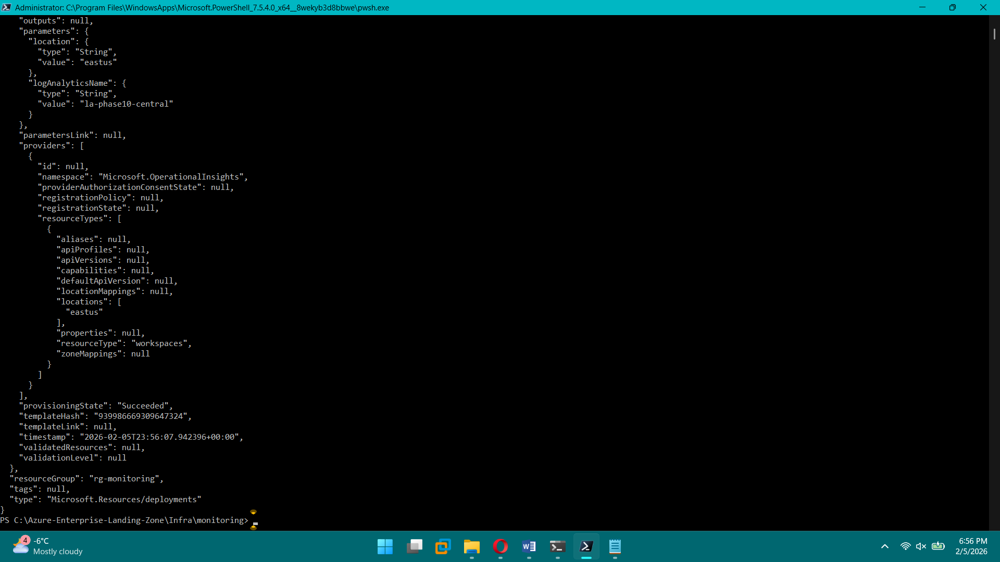 Administrator: C:\Program Files\WindowsApps\Microsoft.PowerShell_7.5.4.0_x64__8wekyb3d8bbwe\pwsh.exe
    "outputs": null,
    "parameters": {
      "location": {
        "type": "String",
        "value": "eastus"
      },
      "logAnalyticsName": {
        "type": "String",
        "value": "la-phase10-central"
      }
    },
    "parametersLink": null,
    "providers": [
      {
        "id": null,
        "namespace": "Microsoft.OperationalInsights",
        "providerAuthorizationConsentState": null,
        "registrationPolicy": null,
        "registrationState": null,
        "resourceTypes": [
          {
            "aliases": null,
            "apiProfiles": null,
            "apiVersions": null,
            "capabilities": null,
            "defaultApiVersion": null,
            "locationMappings": null,
            "locations": [
              "eastus"
            ],
            "properties": null,
            "resourceType": "workspaces",
            "zoneMappings": null
          }
        ]
      }
    ],
    "provisioningState": "Succeeded",
    "templateHash": "939986669309647324",
    "templateLink": null,
    "timestamp": "2026-02-05T23:56:07.942396+00:00",
    "validatedResources": null,
    "validationLevel": null
  },
  "resourceGroup": "rg-monitoring",
  "tags": null,
  "type": "Microsoft.Resources/deployments"
}
PS C:\Azure-Enterprise-Landing-Zone\Infra\monitoring>
4
-6°C
Mostly cloudy
W
6:56 PM
2/5/2026